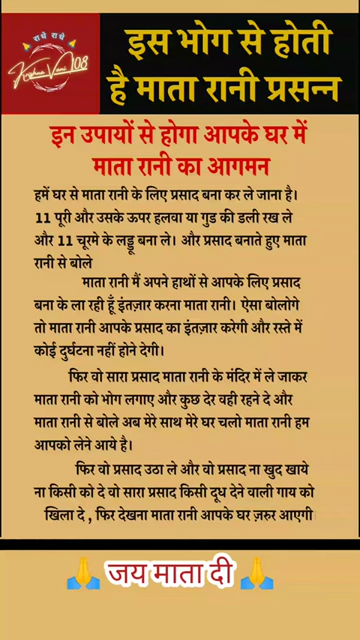 राधे राधे
Krishna Vani 108
इस भोग से होती
है माता रानी प्रसन्न
इन उपायों से होगा आपके घर में
माता रानी का आगमन
हमें घर से माता रानी के लिए प्रसाद बना कर ले जाना है।
11 पूरी और उसके ऊपर हलवा या गुड की डली रख ले
और 11 चूरमे के लड्डू बना ले। और प्रसाद बनाते हुए माता
रानी से बोले
माता रानी मैं अपने हाथों से आपके लिए प्रसाद
बना के ला रही हूँ इंतज़ार करना माता रानी। ऐसा बोलोगे
तो माता रानी आपके प्रसाद का इंतज़ार करेगी और रस्ते में
कोई दुर्घटना नहीं होने देगी।
फिर वो सारा प्रसाद माता रानी के मंदिर में ले जाकर
माता रानी को भोग लगाए और कुछ देर वही रहने दे और
माता रानी से बोले अब मेरे साथ मेरे घर चलो माता रानी हम
आपको लेने आये है।
फिर वो प्रसाद उठा ले और वो प्रसाद ना खुद खाये
ना किसी को दे वो सारा प्रसाद किसी दूध देने वाली गाय को
खिला दे , फिर देखना माता रानी आपके घर ज़रुर आएगी
🙏 जय माता दी 🙏